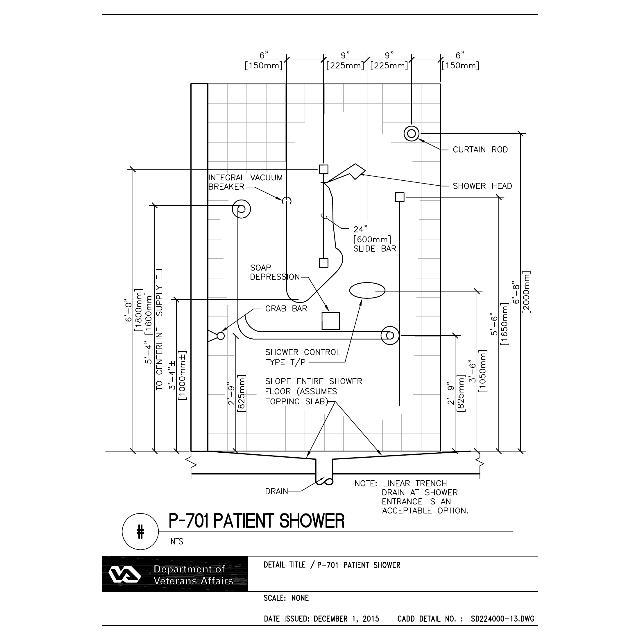 6" 9" 9" 6"
[150mm] [225mm] [225mm] [150mm]
CURTAIN ROD
INTEGRAL VACUUM
BREAKER
SHOWER HEAD
24"
[600mm]
SLIDE BAR
SOAP
DEPRESSION
GRAB BAR
6'-0"
[1800mm]
5'-4"
[1600mm]
TO CENTERLINE SUPPLY
3'-4"±
[1000mm±]
2'-9"
[825mm]
SHOWER CONTROL
TYPE T/P
SLOPE ENTIRE SHOWER
FLOOR (ASSUMES
TOPPING SLAB)
2'-9"
[825mm]
3'-6"
[1050mm]
5'-6"
[1650mm]
6'-8"
[2000mm]
DRAIN
NOTE: LINEAR TRENCH
DRAIN AT SHOWER
ENTRANCE IS AN
ACCEPTABLE OPTION.
# P-701 PATIENT SHOWER
NTS
VA Department of
Veterans Affairs
DETAIL TITLE / P-701 PATIENT SHOWER
SCALE: NONE
DATE ISSUED: DECEMBER 1, 2015 CADD DETAIL NO. : SD224000-13.DWG